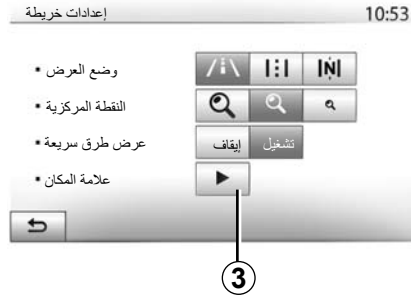 إعدادات خريطة 10:53
وضع العرض N
النقطة المركزية
عرض طرق سريعة إيقاف تشغيل
علامة المكان
3